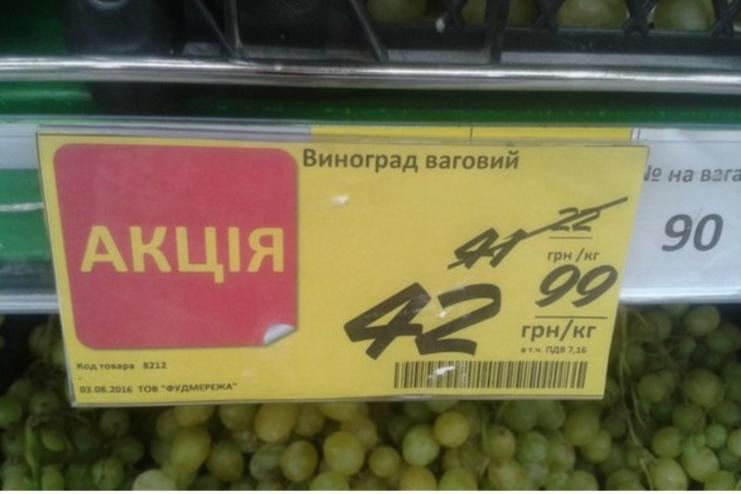 Виноград ваговий
АКЦІЯ
41 22
грн /кг
42 99
грн/кг
в т.ч. ПДВ 7,16
Код товара 8212
03.08.2016 ТОВ "ФУДМЕРЕЖА"
№ на вага
90